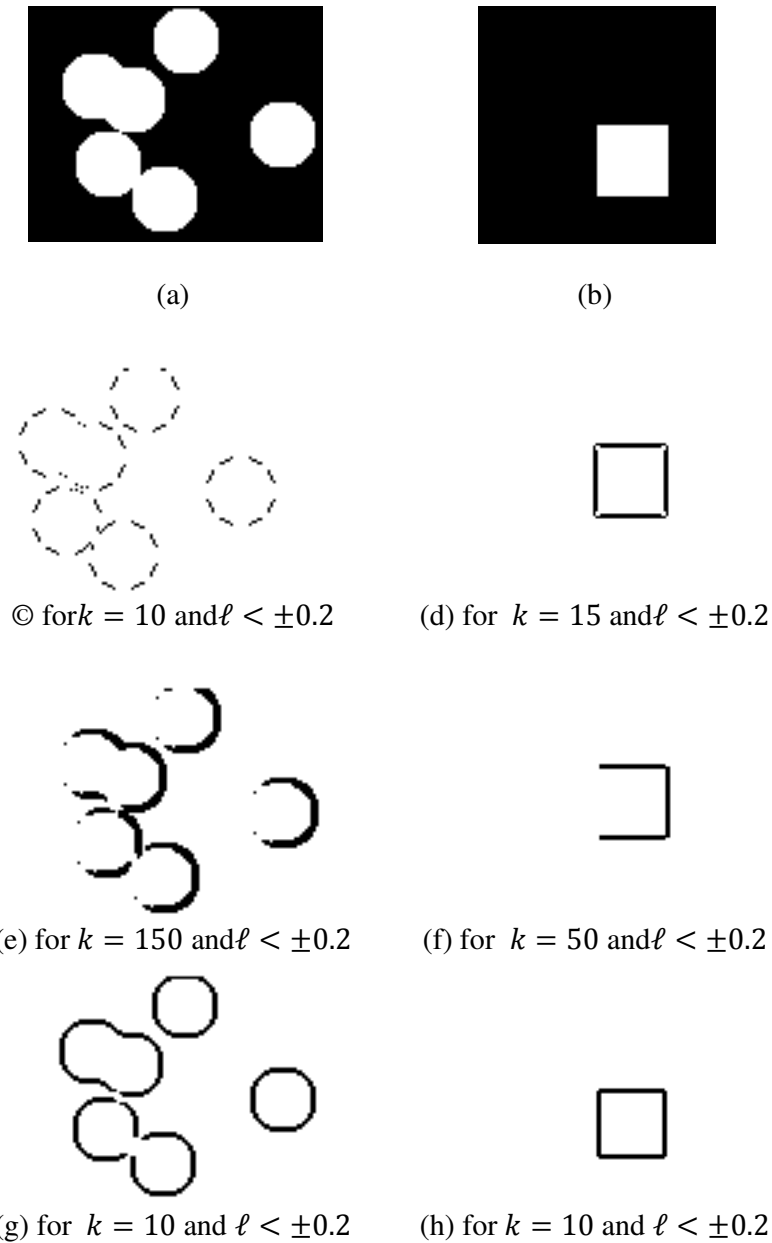 (a) (b)
© fork = 10 andℓ < ±0.2 (d) for k = 15 andℓ < ±0.2
(e) for k = 150 andℓ < ±0.2 (f) for k = 50 andℓ < ±0.2
(g) for k = 10 and ℓ < ±0.2 (h) for k = 10 and ℓ < ±0.2